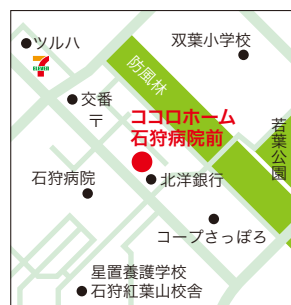 ツルハ
双葉小学校
防風林
交番
〒
ココロホーム
石狩病院前
若葉公園
石狩病院
北洋銀行
コープさっぽろ
星置養護学校
石狩紅葉山校舎